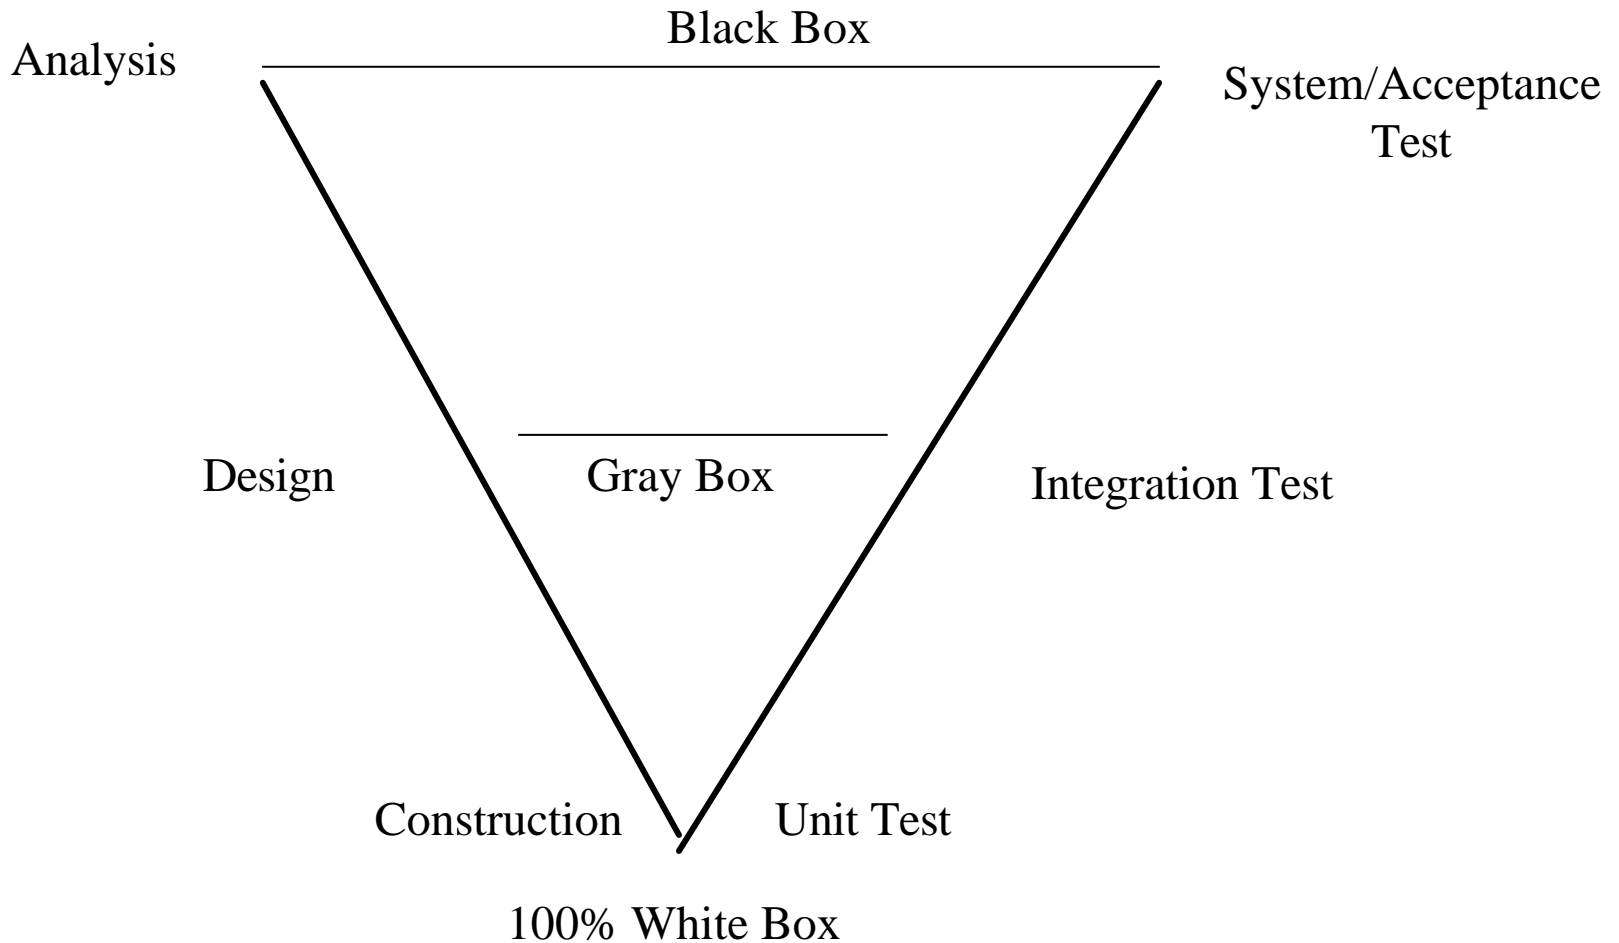 Black Box
Analysis
System/Acceptance
Test
Design
Gray Box
Integration Test
Construction
Unit Test
100% White Box